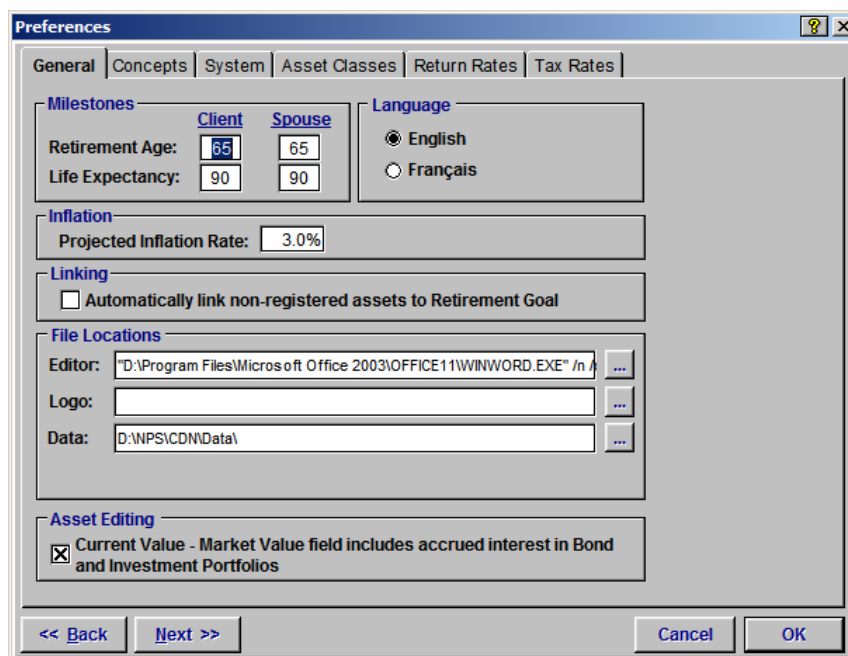 Preferences
General Concepts System Asset Classes Return Rates Tax Rates
Milestones
Client Spouse
Retirement Age: 65 65
Life Expectancy: 90 90
Language
English
Français
Inflation
Projected Inflation Rate: 3.0%
Linking
Automatically link non-registered assets to Retirement Goal
File Locations
Editor: "D:\Program Files\Microsoft Office 2003\OFFICE11\WINWORD.EXE" /n / ...
Logo: ...
Data: D:\NPS\CDN\Data\ ...
Asset Editing
Current Value - Market Value field includes accrued interest in Bond
and Investment Portfolios
<< Back Next >> Cancel OK